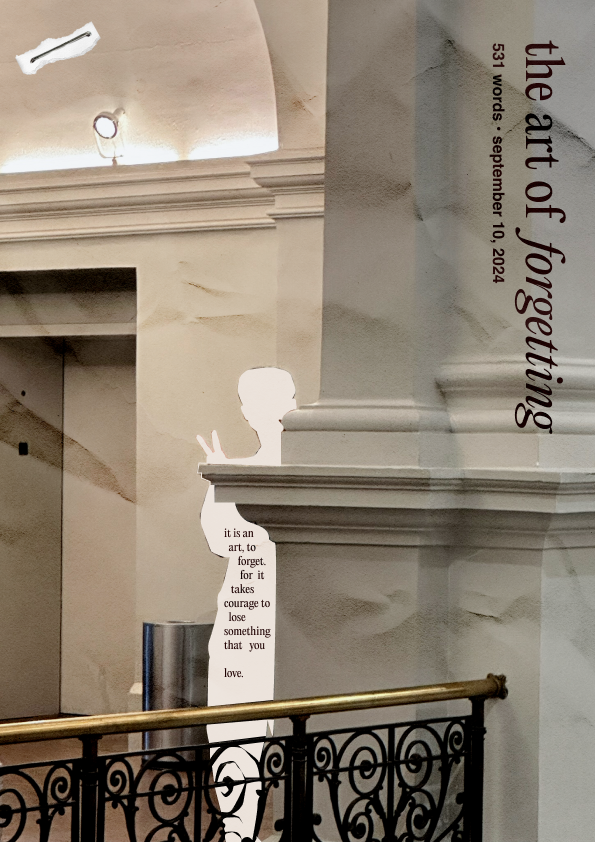 the art of forgetting
531 words · september 10, 2024
it is an
art, to
forget.
for it
takes
courage to
lose
something
that you
love.